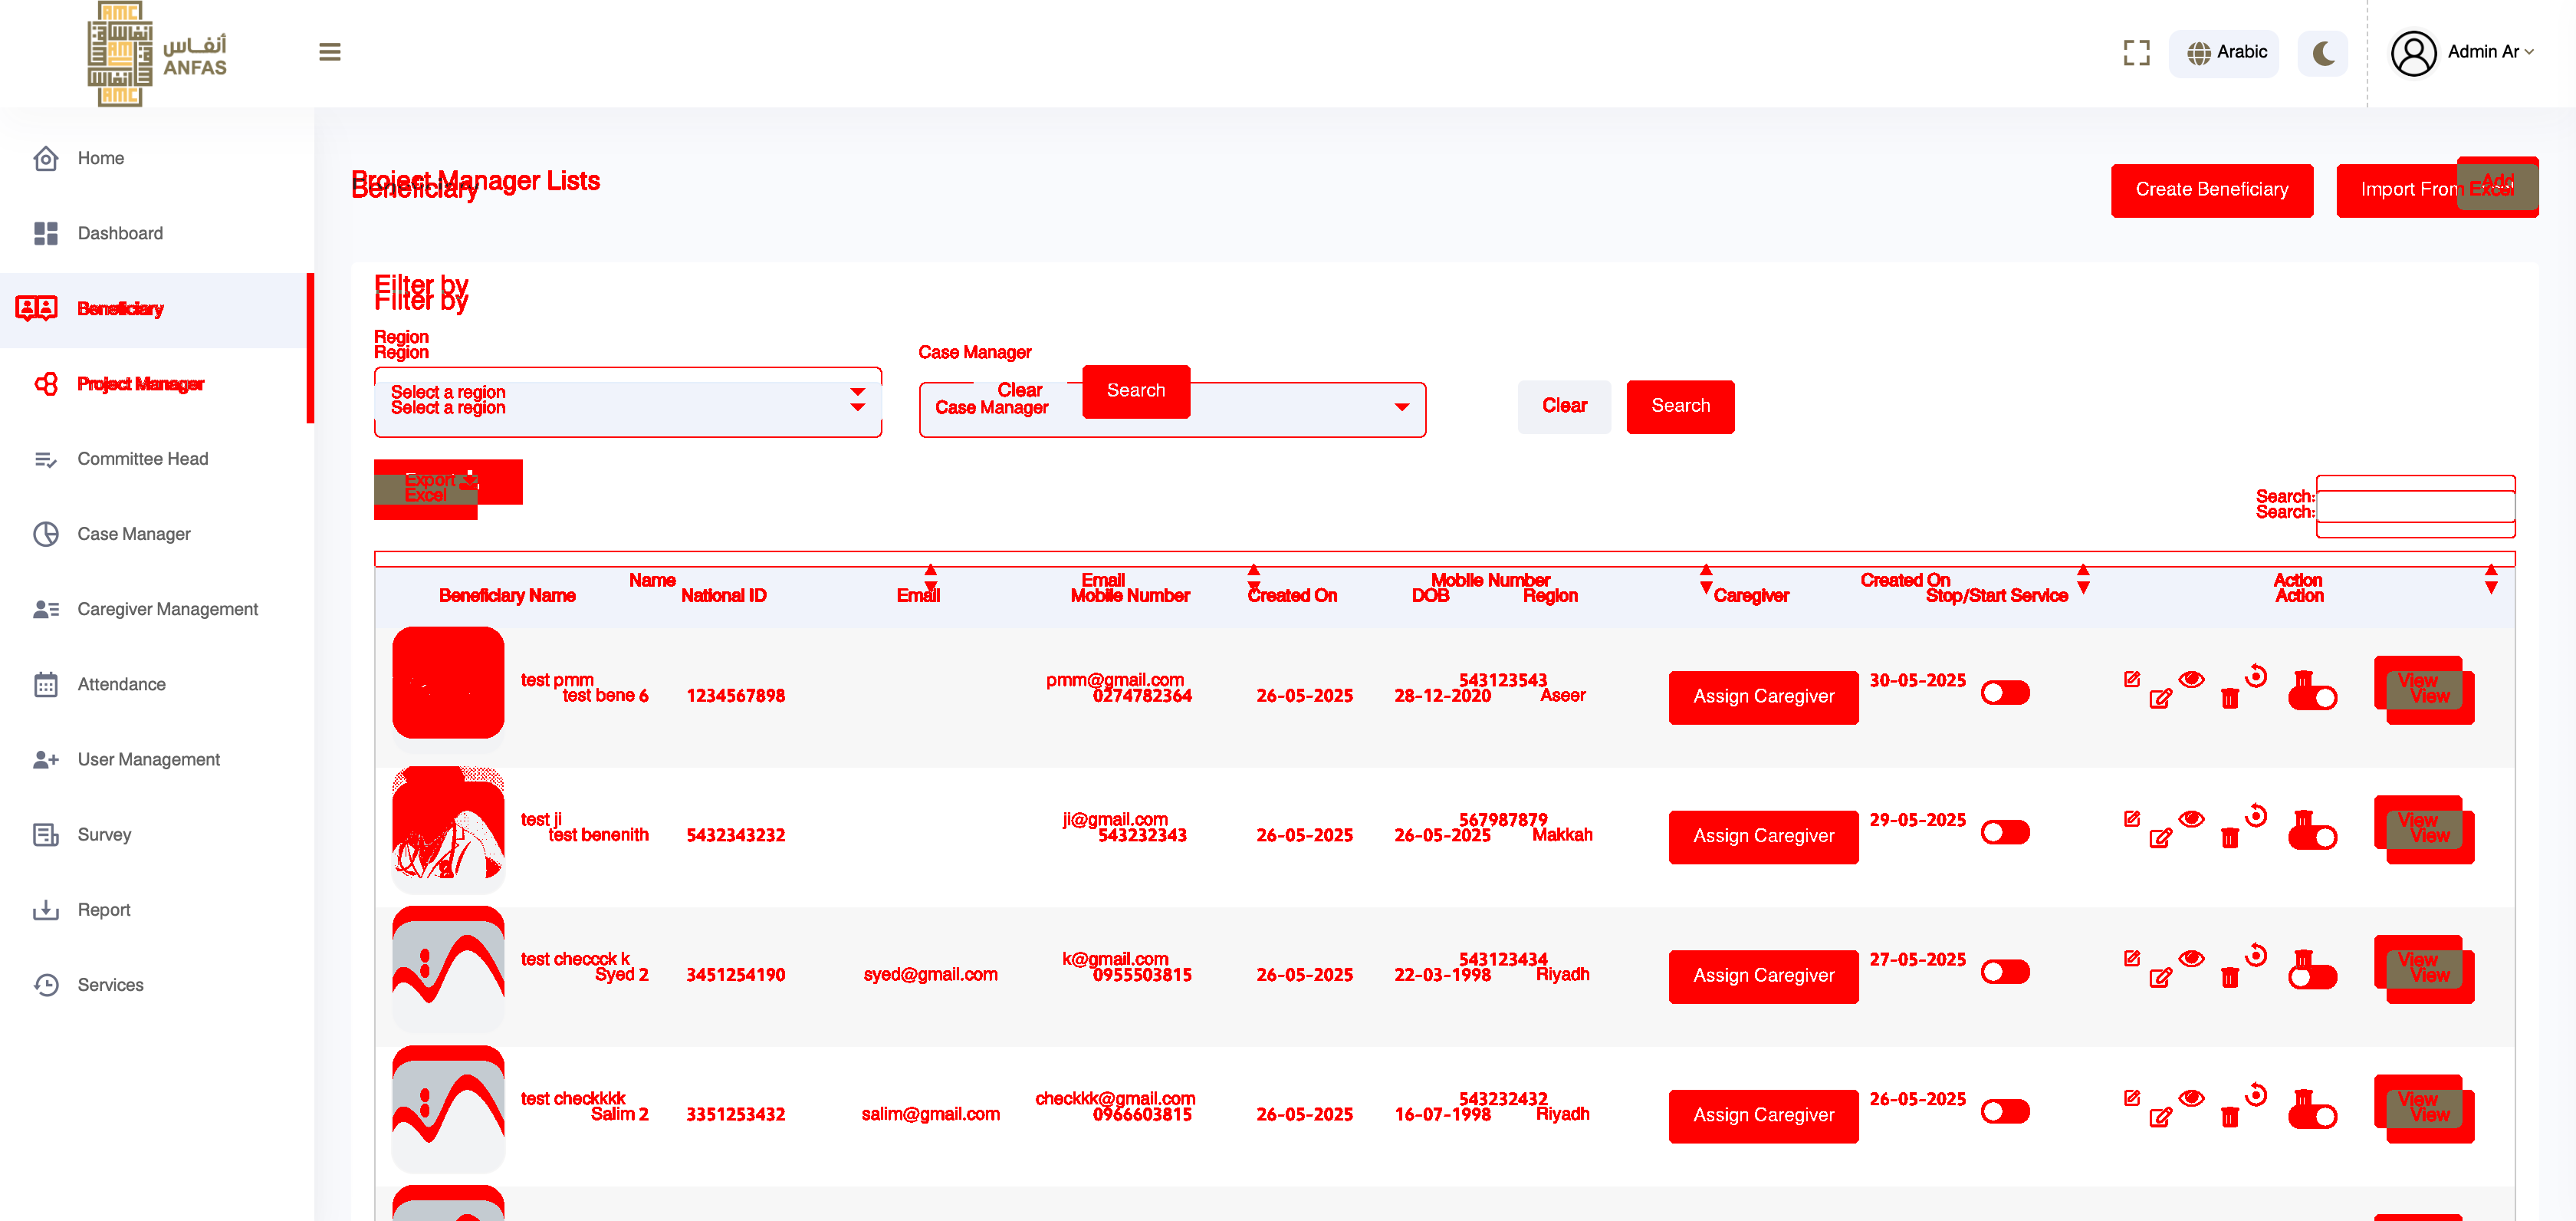 AMC
أنفاس
ANFAS
AMC
Arabic
Admin Ar
Home
Dashboard
Beneficiary
Project Manager
Committee Head
Case Manager
Caregiver Management
Attendance
User Management
Survey
Report
Services
Project Manager Lists
Beneficiary
Create Beneficiary
Import From Excel
Add
Filter by
Filter by
Region
Region
Case Manager
Select a region
Select a region
Clear
Search
Case Manager
Clear
Search
Export
Excel
Search:
Search:
Name
Email
Mobile Number
Created On
Action
Beneficiary Name
National ID
Email
Mobile Number
Created On
DOB
Region
Caregiver
Stop/Start Service
Action
test pmm
pmm@gmail.com
543123543
30-05-2025
View
test bene 6
1234567898
0274782364
26-05-2025
28-12-2020
Aseer
Assign Caregiver
View
test ji
ji@gmail.com
567987879
29-05-2025
View
test benenith
5432343232
543232343
26-05-2025
26-05-2025
Makkah
Assign Caregiver
View
test checcck k
k@gmail.com
543123434
27-05-2025
View
Syed 2
3451254190
syed@gmail.com
0955503815
26-05-2025
22-03-1998
Riyadh
Assign Caregiver
View
test checkkkk
checkkk@gmail.com
543232432
26-05-2025
View
Salim 2
3351253432
salim@gmail.com
0966603815
26-05-2025
16-07-1998
Riyadh
Assign Caregiver
View